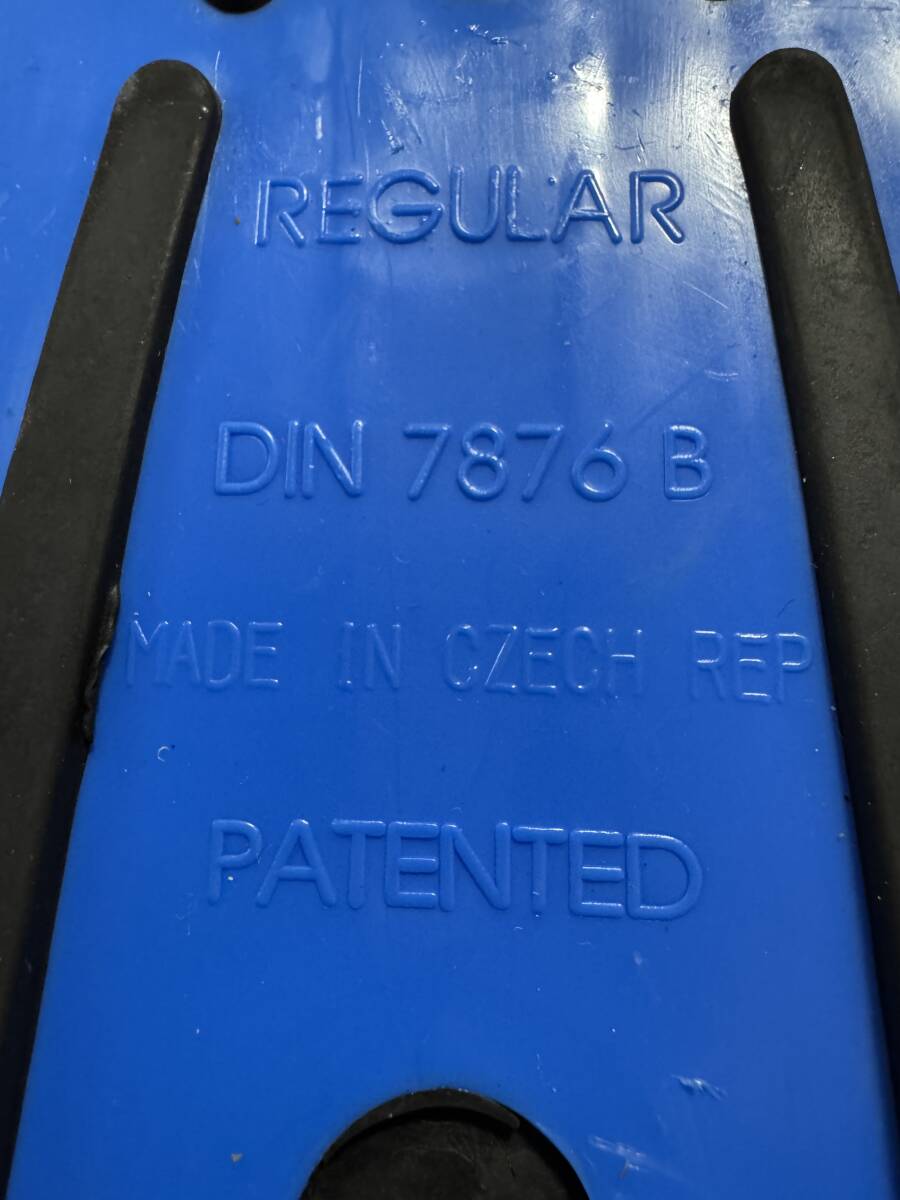 REGULAR
DIN 7876 B
MADE IN CZECH REP
PATENTED